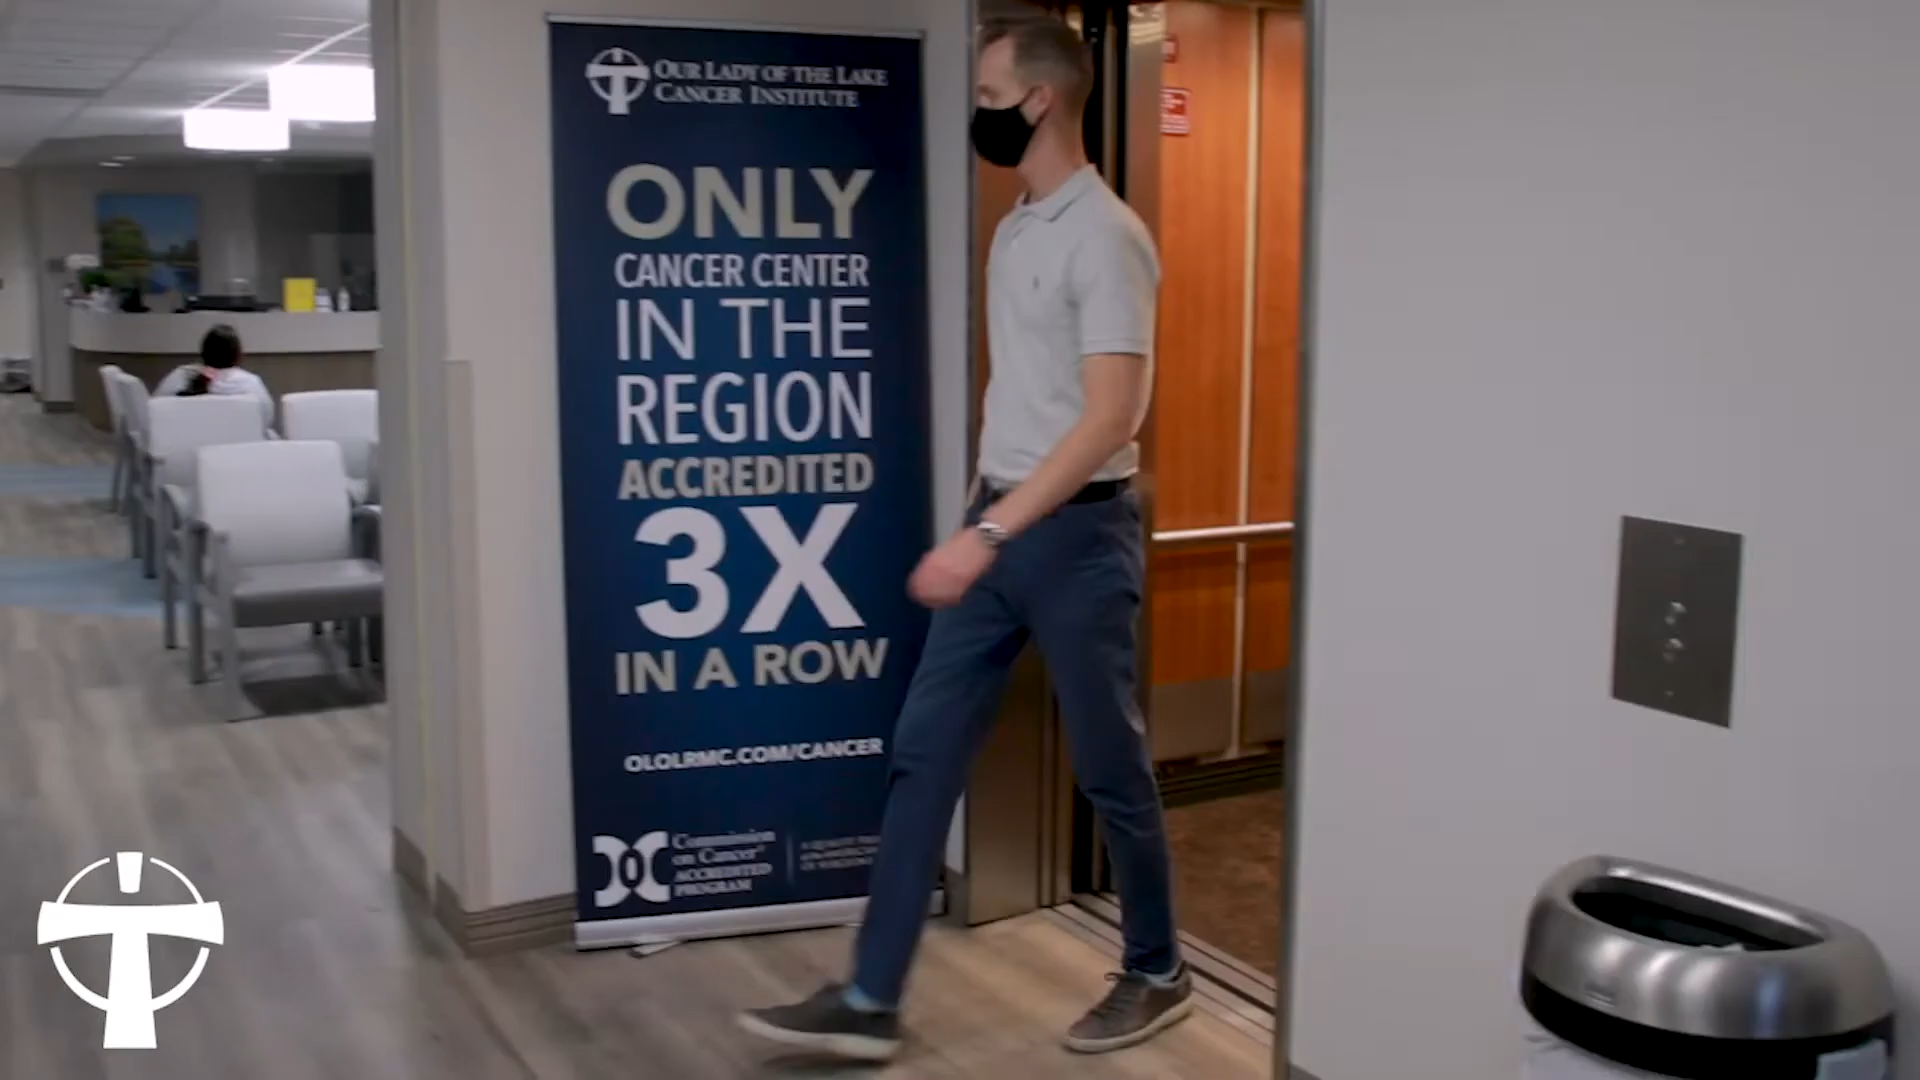 OUR LADY OF THE LAKE
CANCER INSTITUTE
ONLY
CANCER CENTER
IN THE
REGION
ACCREDITED
3X
IN A ROW
OLOLRMC.COM/CANCER
Commission
on Cancer
ACCREDITED
PROGRAM